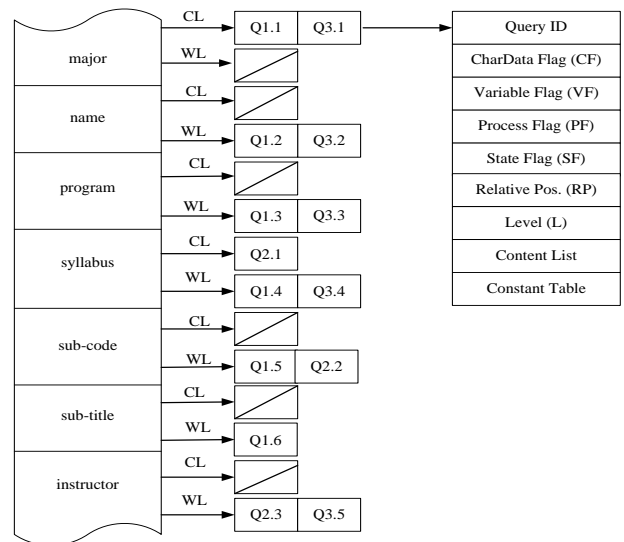 CL
Q1.1 Q3.1
major
WL
CL
name
WL
Q1.2 Q3.2
CL
program
WL
Q1.3 Q3.3
CL
Q2.1
syllabus
WL
Q1.4 Q3.4
CL
sub-code
WL
Q1.5 Q2.2
CL
sub-title
WL
Q1.6
CL
instructor
WL
Q2.3 Q3.5
Query ID
CharData Flag (CF)
Variable Flag (VF)
Process Flag (PF)
State Flag (SF)
Relative Pos. (RP)
Level (L)
Content List
Constant Table